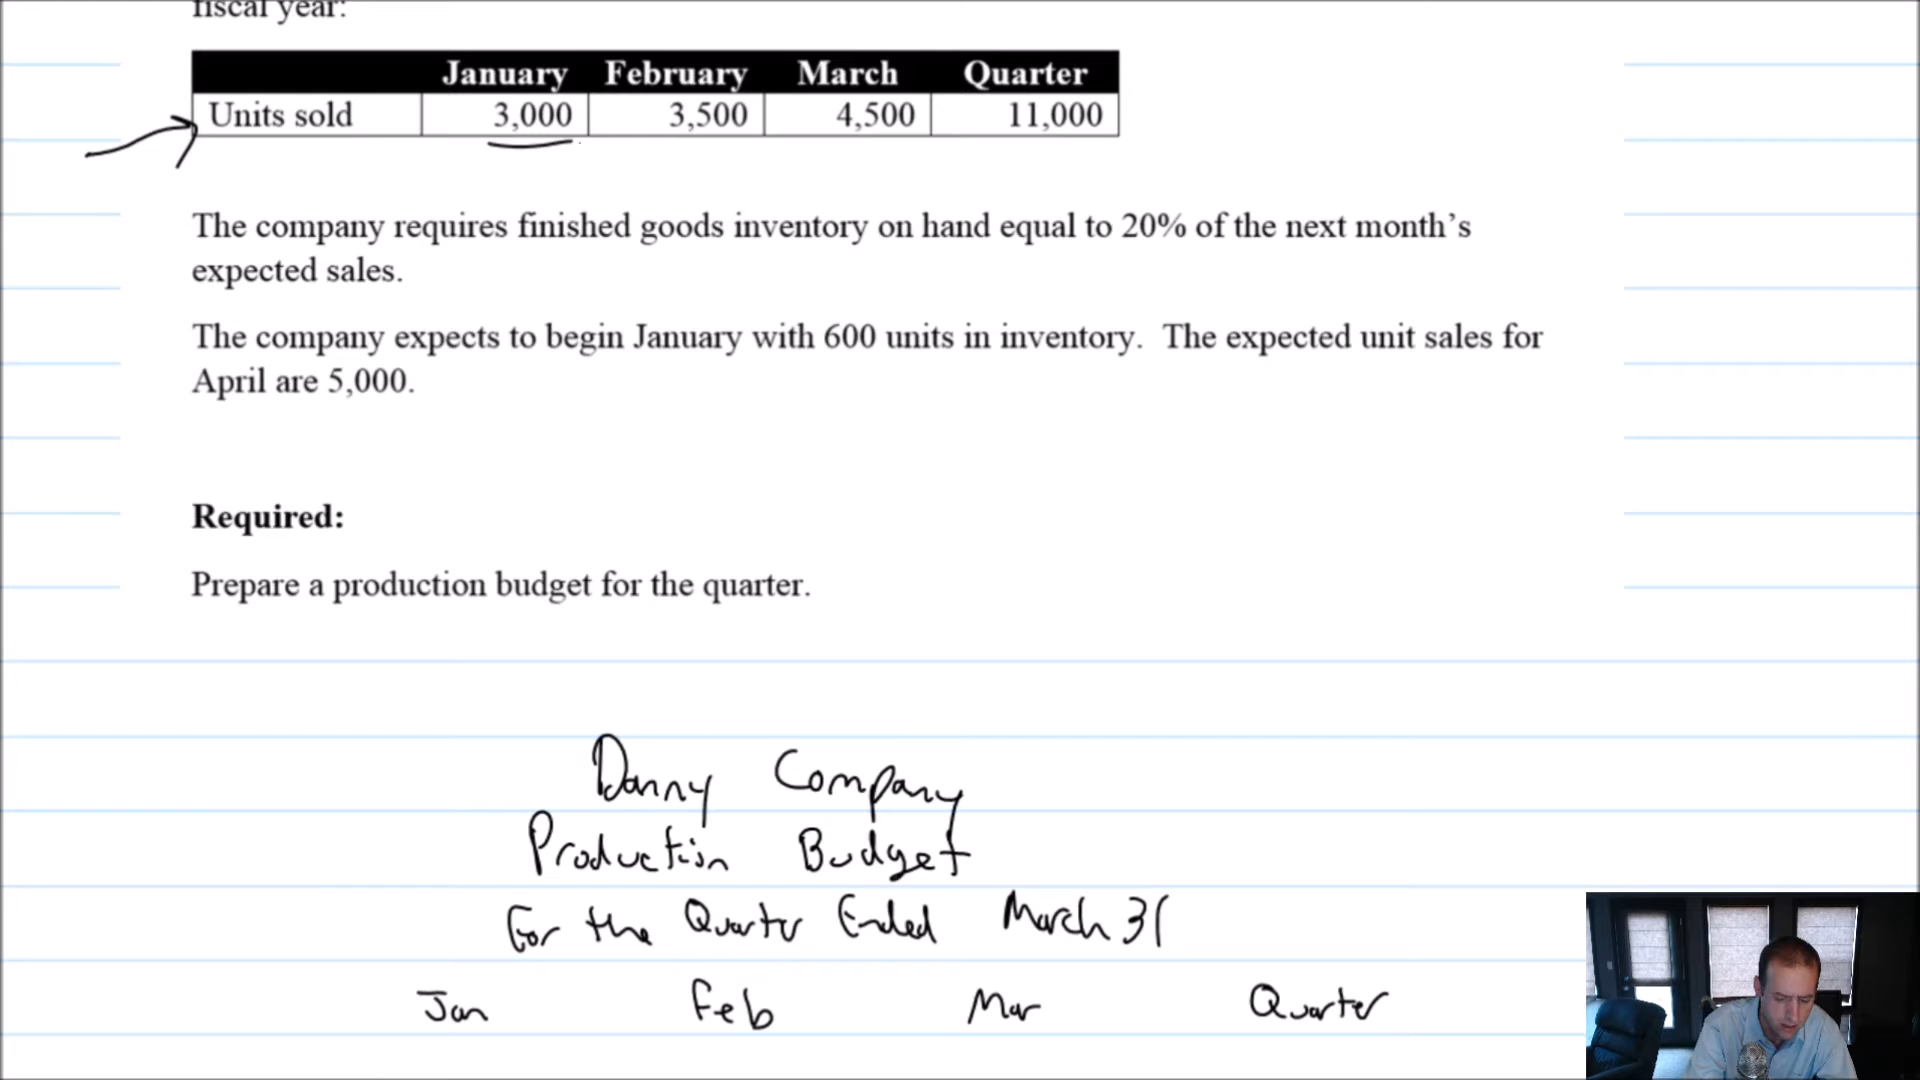 fiscal year:
January February March Quarter
Units sold 3,000 3,500 4,500 11,000
The company requires finished goods inventory on hand equal to 20% of the next month’s
expected sales.
The company expects to begin January with 600 units in inventory. The expected unit sales for
April are 5,000.
Required:
Prepare a production budget for the quarter.
Danny Company
Production Budget
For the Quarter Ended March 31
Jan Feb Mar Quarter